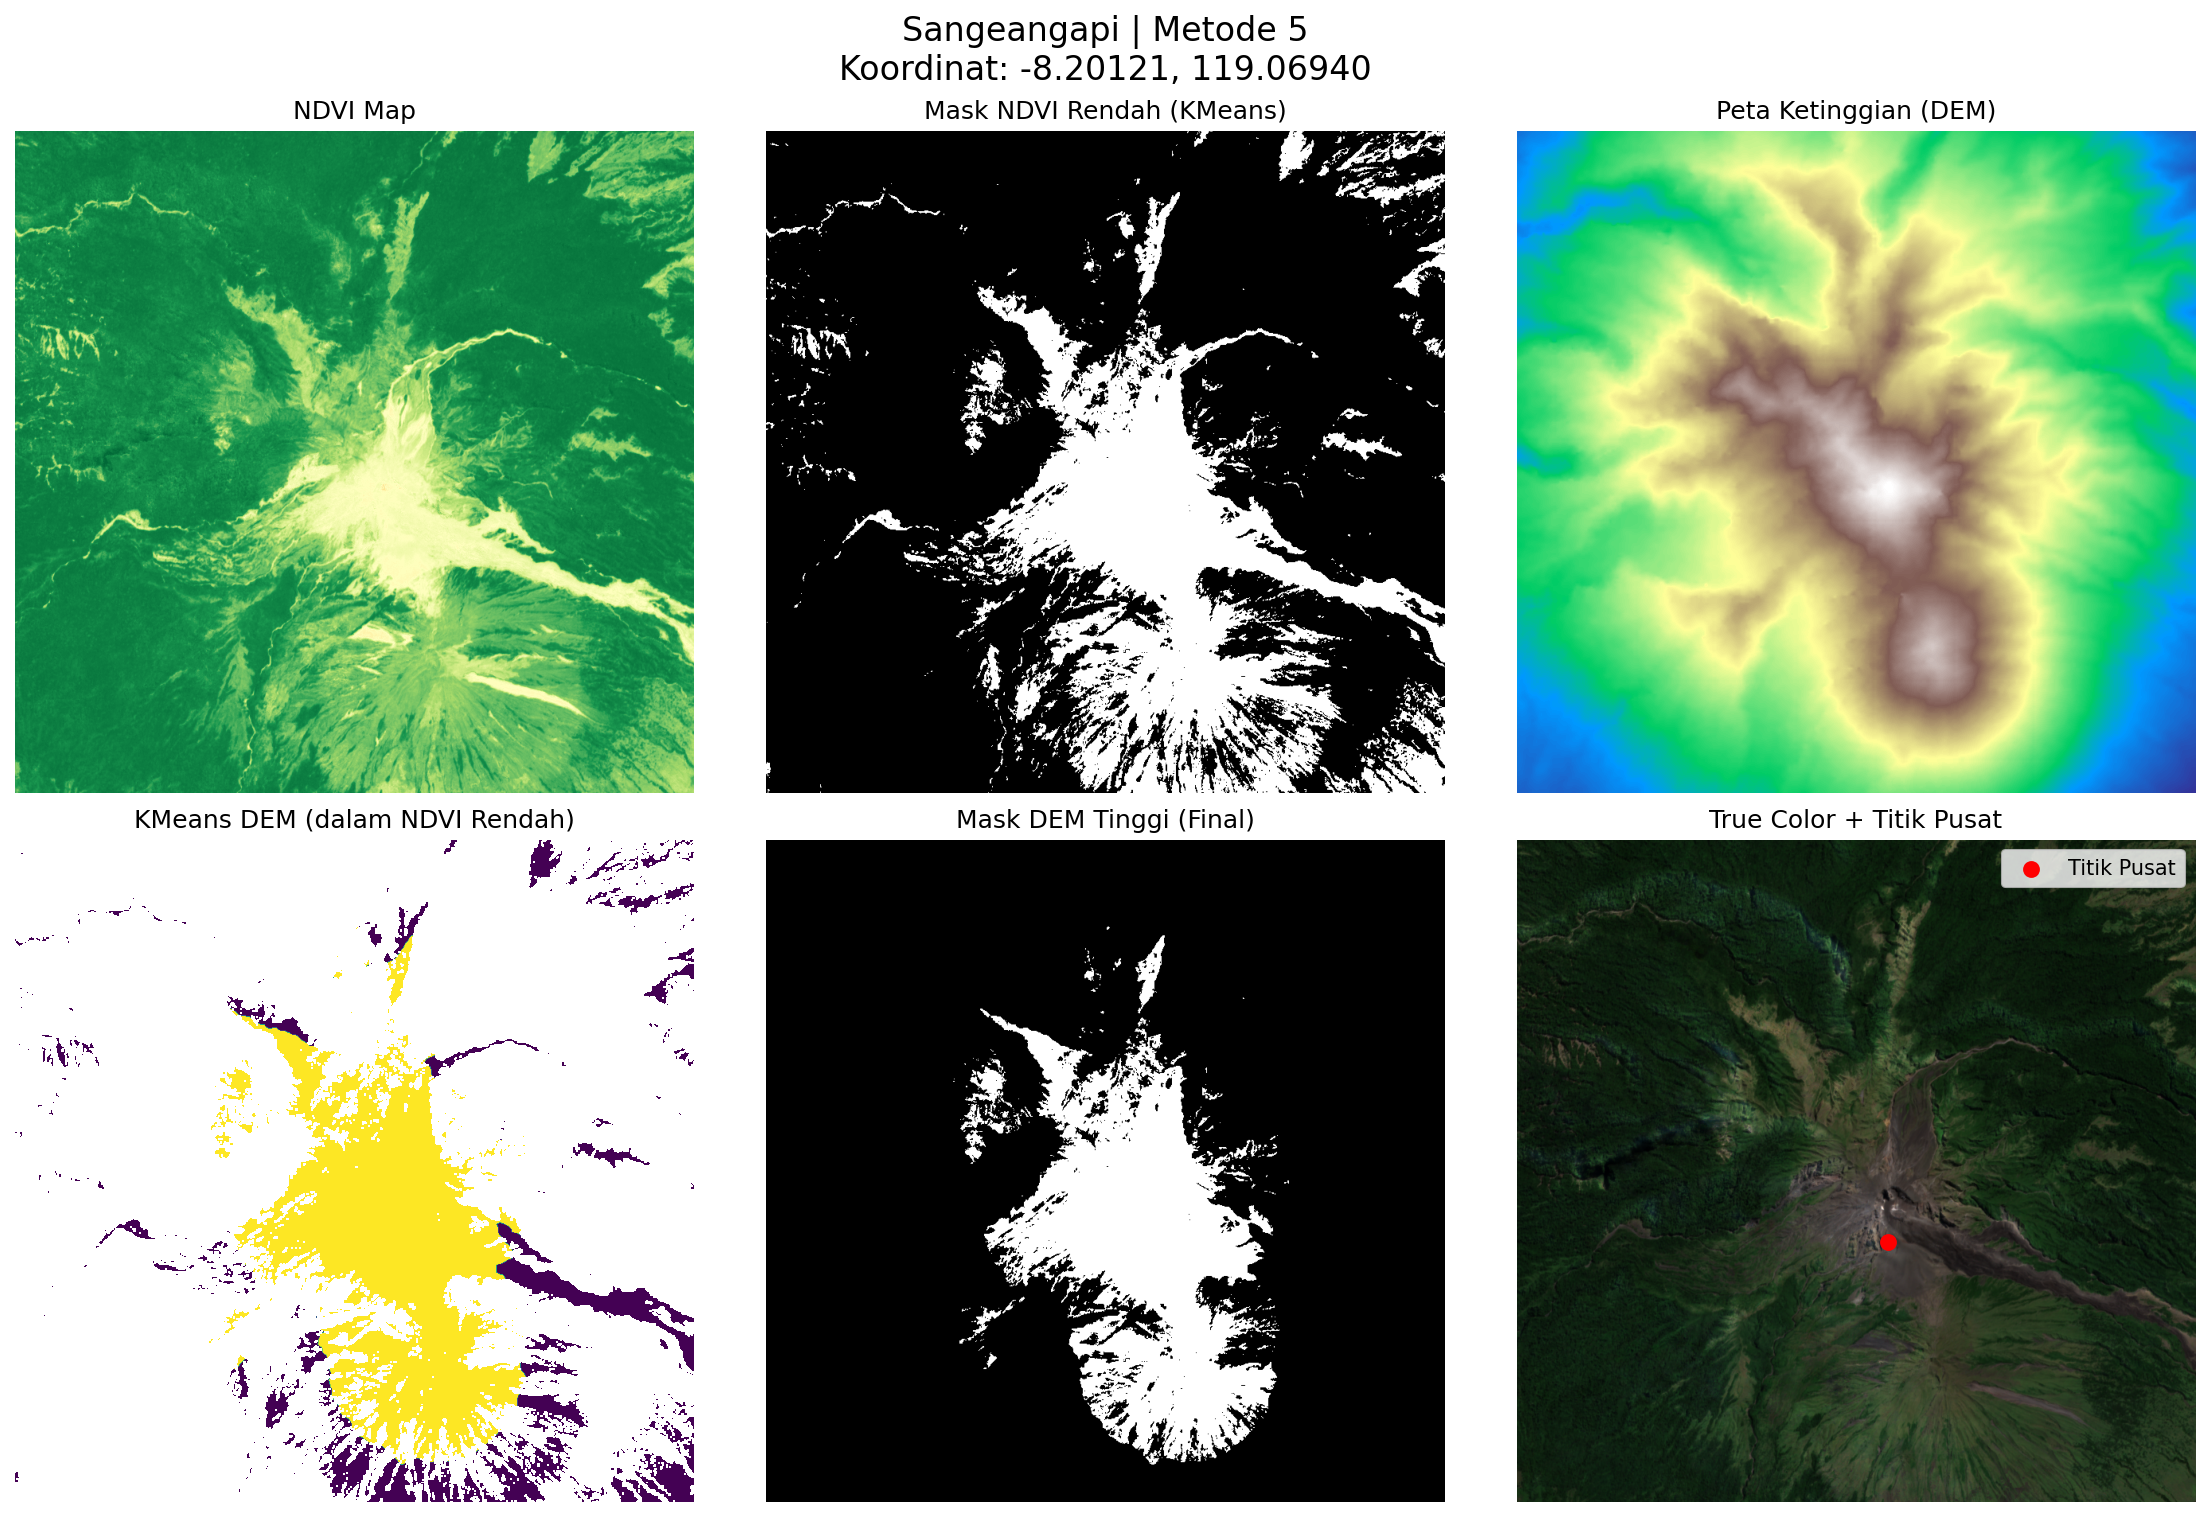 Sangeangapi | Metode 5
Koordinat: -8.20121, 119.06940
NDVI Map
Mask NDVI Rendah (KMeans)
Peta Ketinggian (DEM)
KMeans DEM (dalam NDVI Rendah)
Mask DEM Tinggi (Final)
True Color + Titik Pusat
Titik Pusat